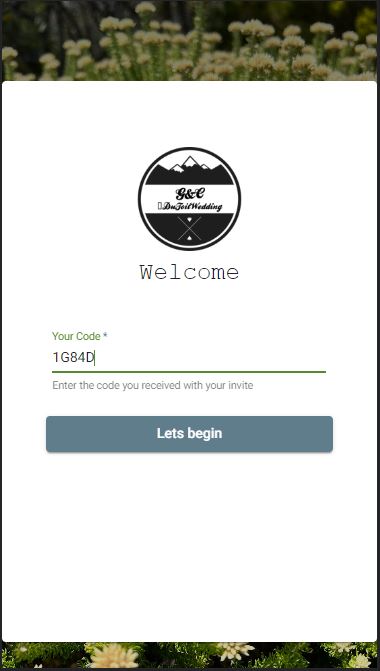 G&C
▯DuToitWedding
Welcome
Your Code *
1G84D
Enter the code you received with your invite
Lets begin